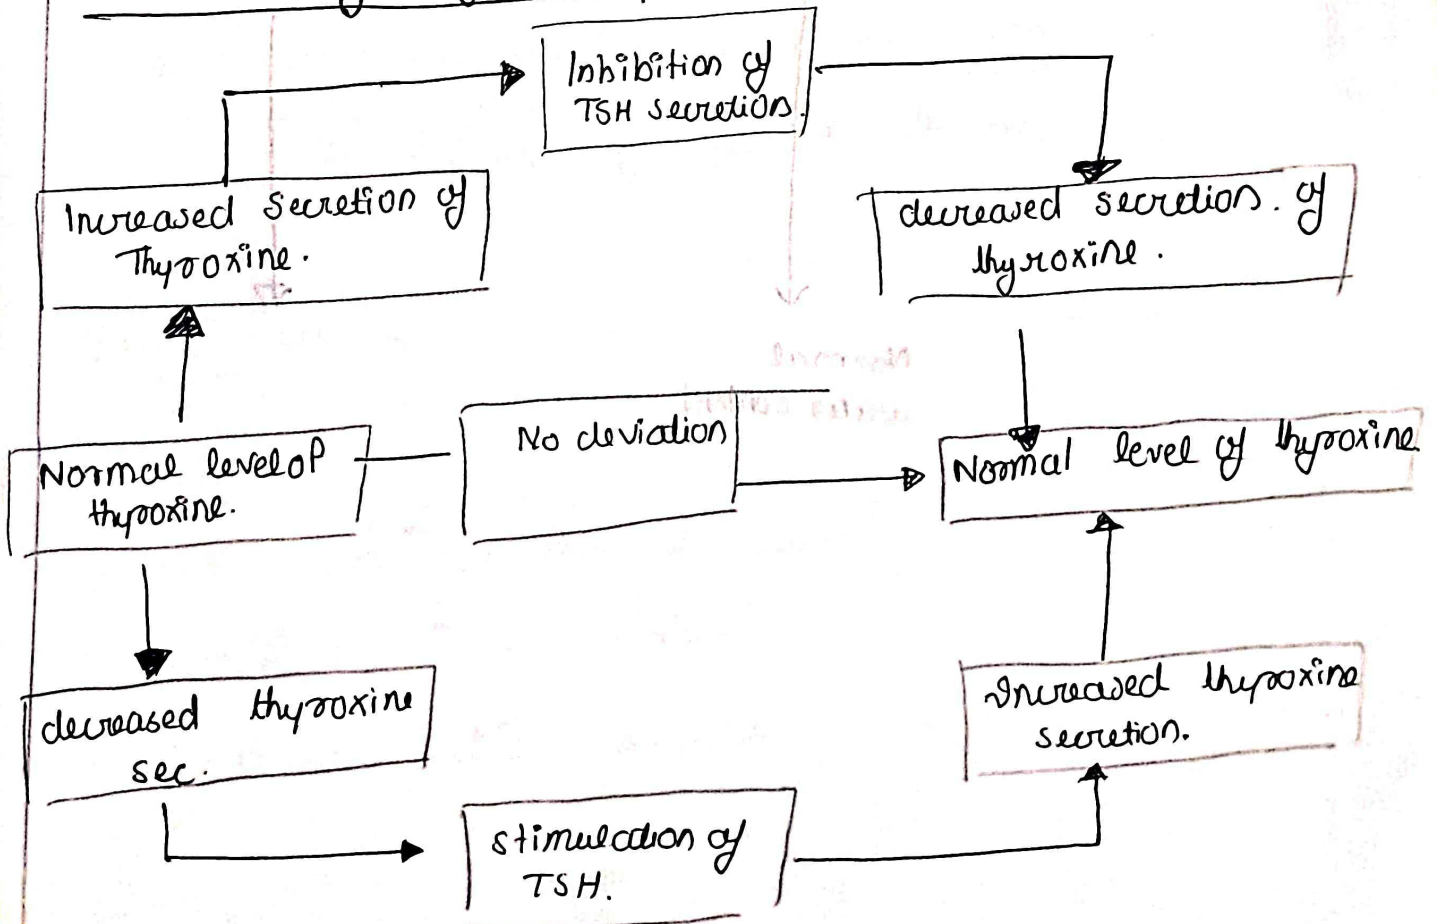 Inhibition of
TSH secretion.
Increased secretion of
Thyroxine.
decreased secretion. of
thyroxine.
Normal level of
thyroxine.
No deviation
Normal level of thyroxine
decreased thyroxine
sec.
Increased thyroxine
secretion.
stimulation of
TSH.